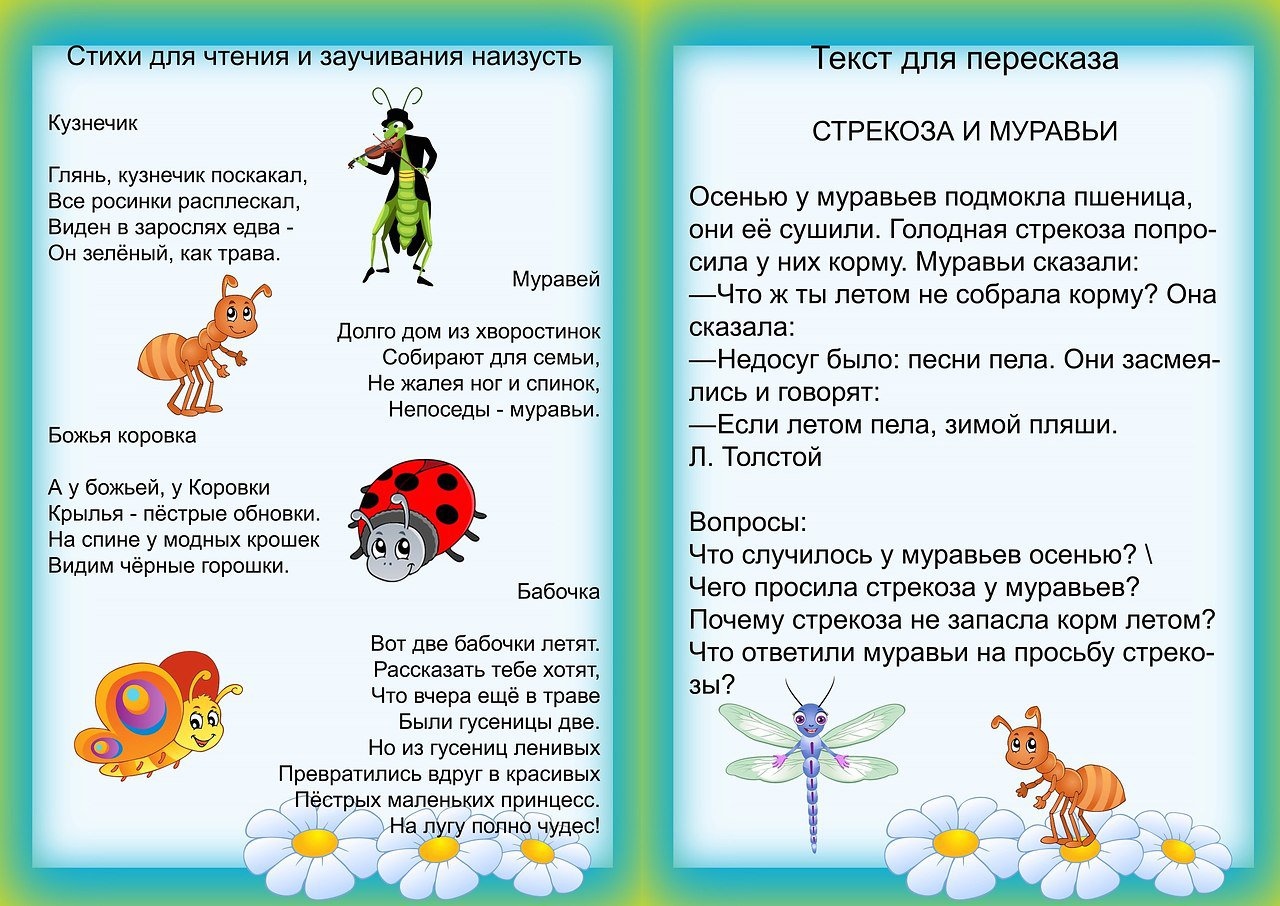 Стихи для чтения и заучивания наизусть
Кузнечик
Глянь, кузнечик поскакал,
Все росинки расплескал,
Виден в зарослях едва -
Он зелёный, как трава.
Муравей
Долго дом из хворостинок
Собирают для семьи,
Не жалея ног и спинок,
Непоседы - муравьи.
Божья коровка
А у божьей, у Коровки
Крылья - пёстрые обновки.
На спине у модных крошек
Видим чёрные горошки.
Бабочка
Вот две бабочки летят.
Рассказать тебе хотят,
Что вчера ещё в траве
Были гусеницы две.
Но из гусениц ленивых
Превратились вдруг в красивых
Пёстрых маленьких принцесс.
На лугу полно чудес!
Текст для пересказа
СТРЕКОЗА И МУРАВЬИ
Осенью у муравьев подмокла пшеница,
они её сушили. Голодная стрекоза попро-
сила у них корму. Муравьи сказали:
—Что ж ты летом не собрала корму? Она
сказала:
—Недосуг было: песни пела. Они засмея-
лись и говорят:
—Если летом пела, зимой пляши.
Л. Толстой
Вопросы:
Что случилось у муравьев осенью? \
Чего просила стрекоза у муравьев?
Почему стрекоза не запасла корм летом?
Что ответили муравьи на просьбу стреко-
зы?